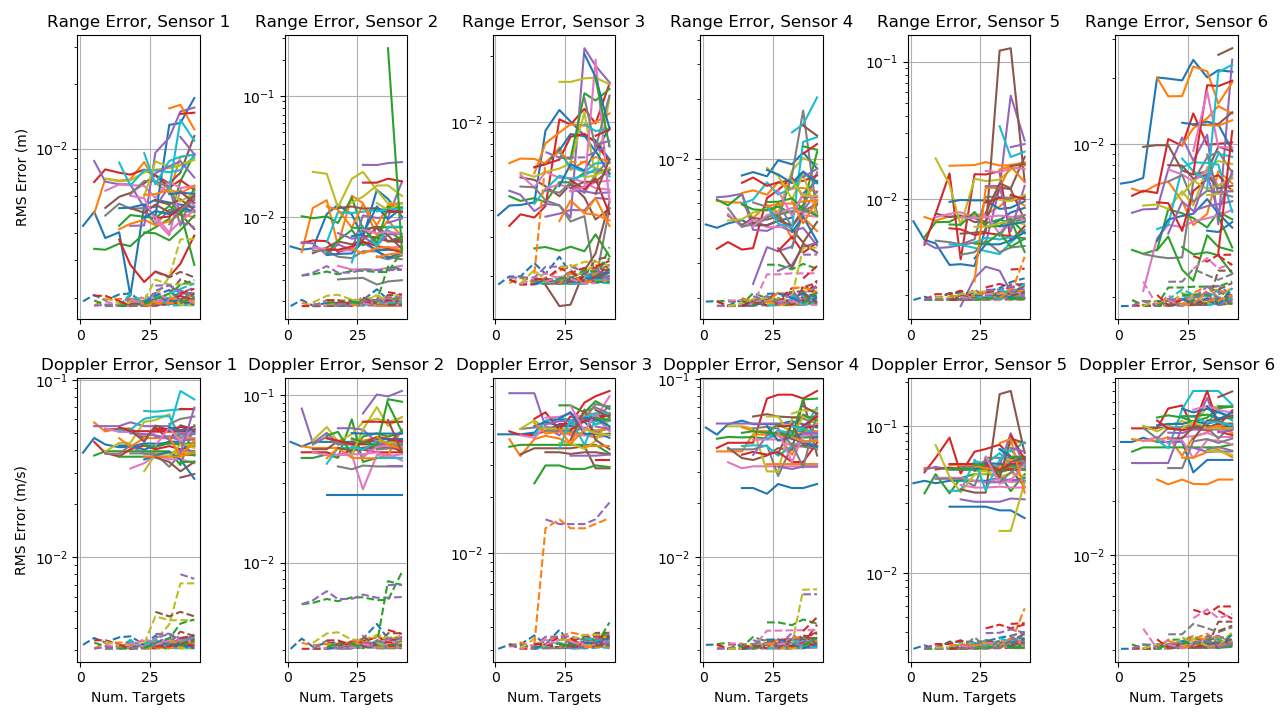 Range Error, Sensor 1 Range Error, Sensor 2 Range Error, Sensor 3 Range Error, Sensor 4 Range Error, Sensor 5 Range Error, Sensor 6
RMS Error (m)
10⁻²
10⁻¹
10⁻²
10⁻²
10⁻²
10⁻¹
10⁻²
10⁻²
0 25 0 25 0 25 0 25 0 25 0 25
Doppler Error, Sensor 1 Doppler Error, Sensor 2 Doppler Error, Sensor 3 Doppler Error, Sensor 4 Doppler Error, Sensor 5 Doppler Error, Sensor 6
RMS Error (m/s)
10⁻¹
10⁻²
10⁻¹
10⁻²
10⁻²
10⁻¹
10⁻²
10⁻¹
10⁻²
10⁻²
0 25 0 25 0 25 0 25 0 25 0 25
Num. Targets Num. Targets Num. Targets Num. Targets Num. Targets Num. Targets